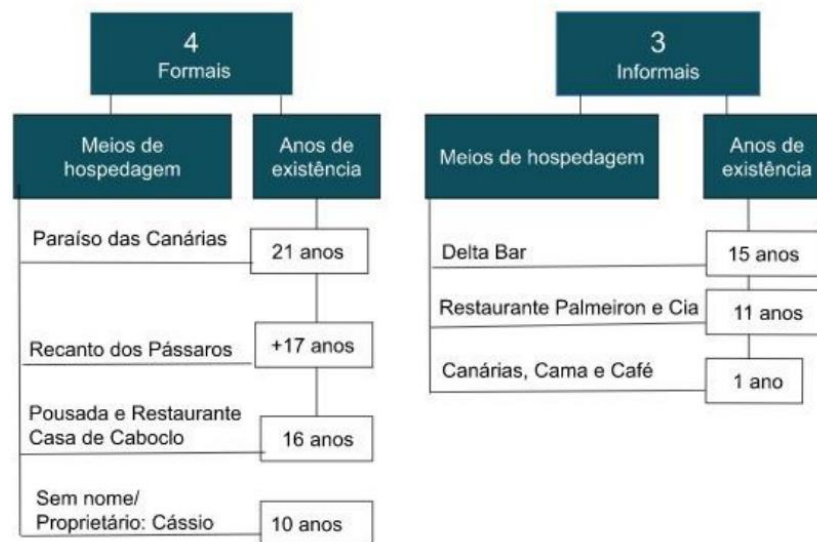 4
Formais
Meios de
hospedagem
Anos de
existência
Paraíso das Canárias
21 anos
Recanto dos Pássaros
+17 anos
Pousada e Restaurante
Casa de Caboclo
16 anos
Sem nome/
Proprietário: Cássio
10 anos
3
Informais
Meios de hospedagem
Anos de
existência
Delta Bar
15 anos
Restaurante Palmeiron e Cia
11 anos
Canárias, Cama e Café
1 ano